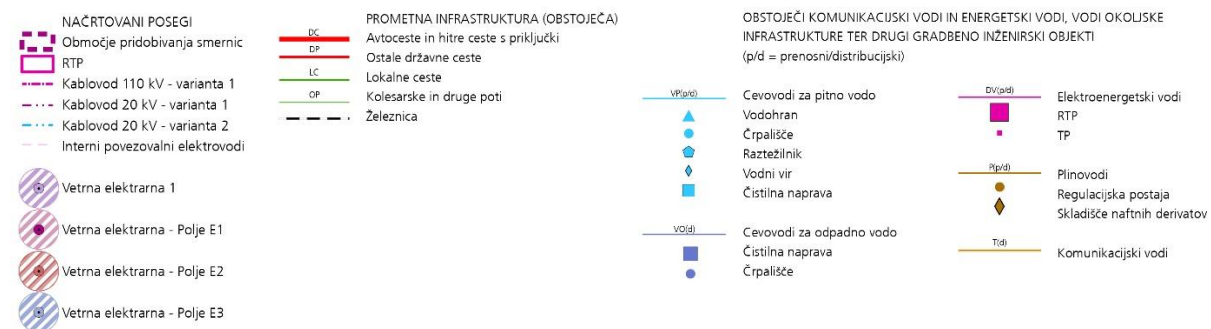 NAČRTOVANI POSEGI
Območje pridobivanja smernic
RTP
Kablovod 110 kV - varianta 1
Kablovod 20 kV - varianta 1
Kablovod 20 kV - varianta 2
Interni povezovalni elektrovodi
Vetrna elektrarna 1
Vetrna elektrarna - Polje E1
Vetrna elektrarna - Polje E2
Vetrna elektrarna - Polje E3
PROMETNA INFRASTRUKTURA (OBSTOJEČA)
DC
Avtoceste in hitre ceste s priključki
DP
Ostale državne ceste
LC
Lokalne ceste
OP
Kolesarske in druge poti
Železnica
OBSTOJEČI KOMUNIKACIJSKI VODI IN ENERGETSKI VODI, VODI OKOLJSKE
INFRASTRUKTURE TER DRUGI GRADBENO INŽENIRSKI OBJEKTI
(p/d = prenosni/distribucijski)
VP(p/d)
Cevovodi za pitno vodo
Vodohran
Črpališče
Raztežilnik
Vodni vir
Čistilna naprava
VO(d)
Cevovodi za odpadno vodo
Čistilna naprava
Črpališče
DV(p/d)
Elektroenergetski vodi
RTP
TP
P(p/d)
Plinovodi
Regulacijska postaja
Skladišče naftnih derivatov
T(d)
Komunikacijski vodi